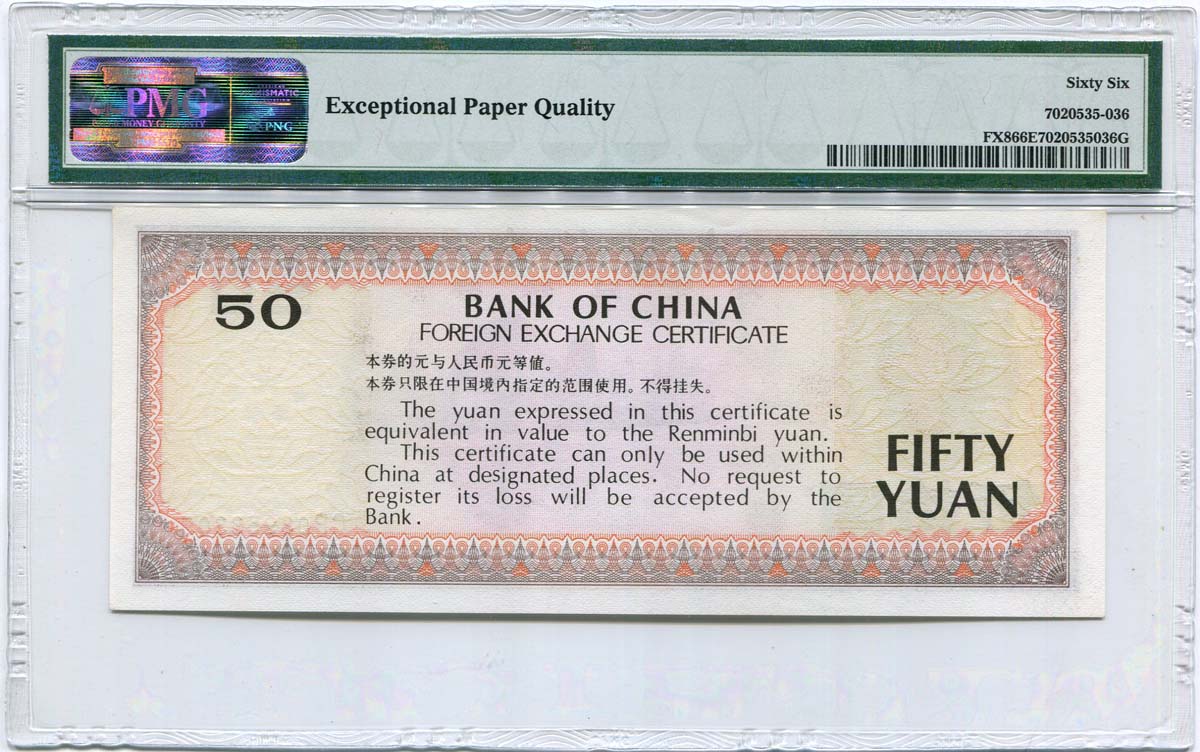 PMG
NUMISMATIC
PNG
Exceptional Paper Quality
Sixty Six
7020535-036
FX866E7020535036G
50
BANK OF CHINA
FOREIGN EXCHANGE CERTIFICATE
本券的元与人民币元等值。
本券只限在中国境内指定的范围使用。不得挂失。
The yuan expressed in this certificate is
equivalent in value to the Renminbi yuan.
This certificate can only be used within
China at designated places. No request to
register its loss will be accepted by the
Bank.
FIFTY
YUAN